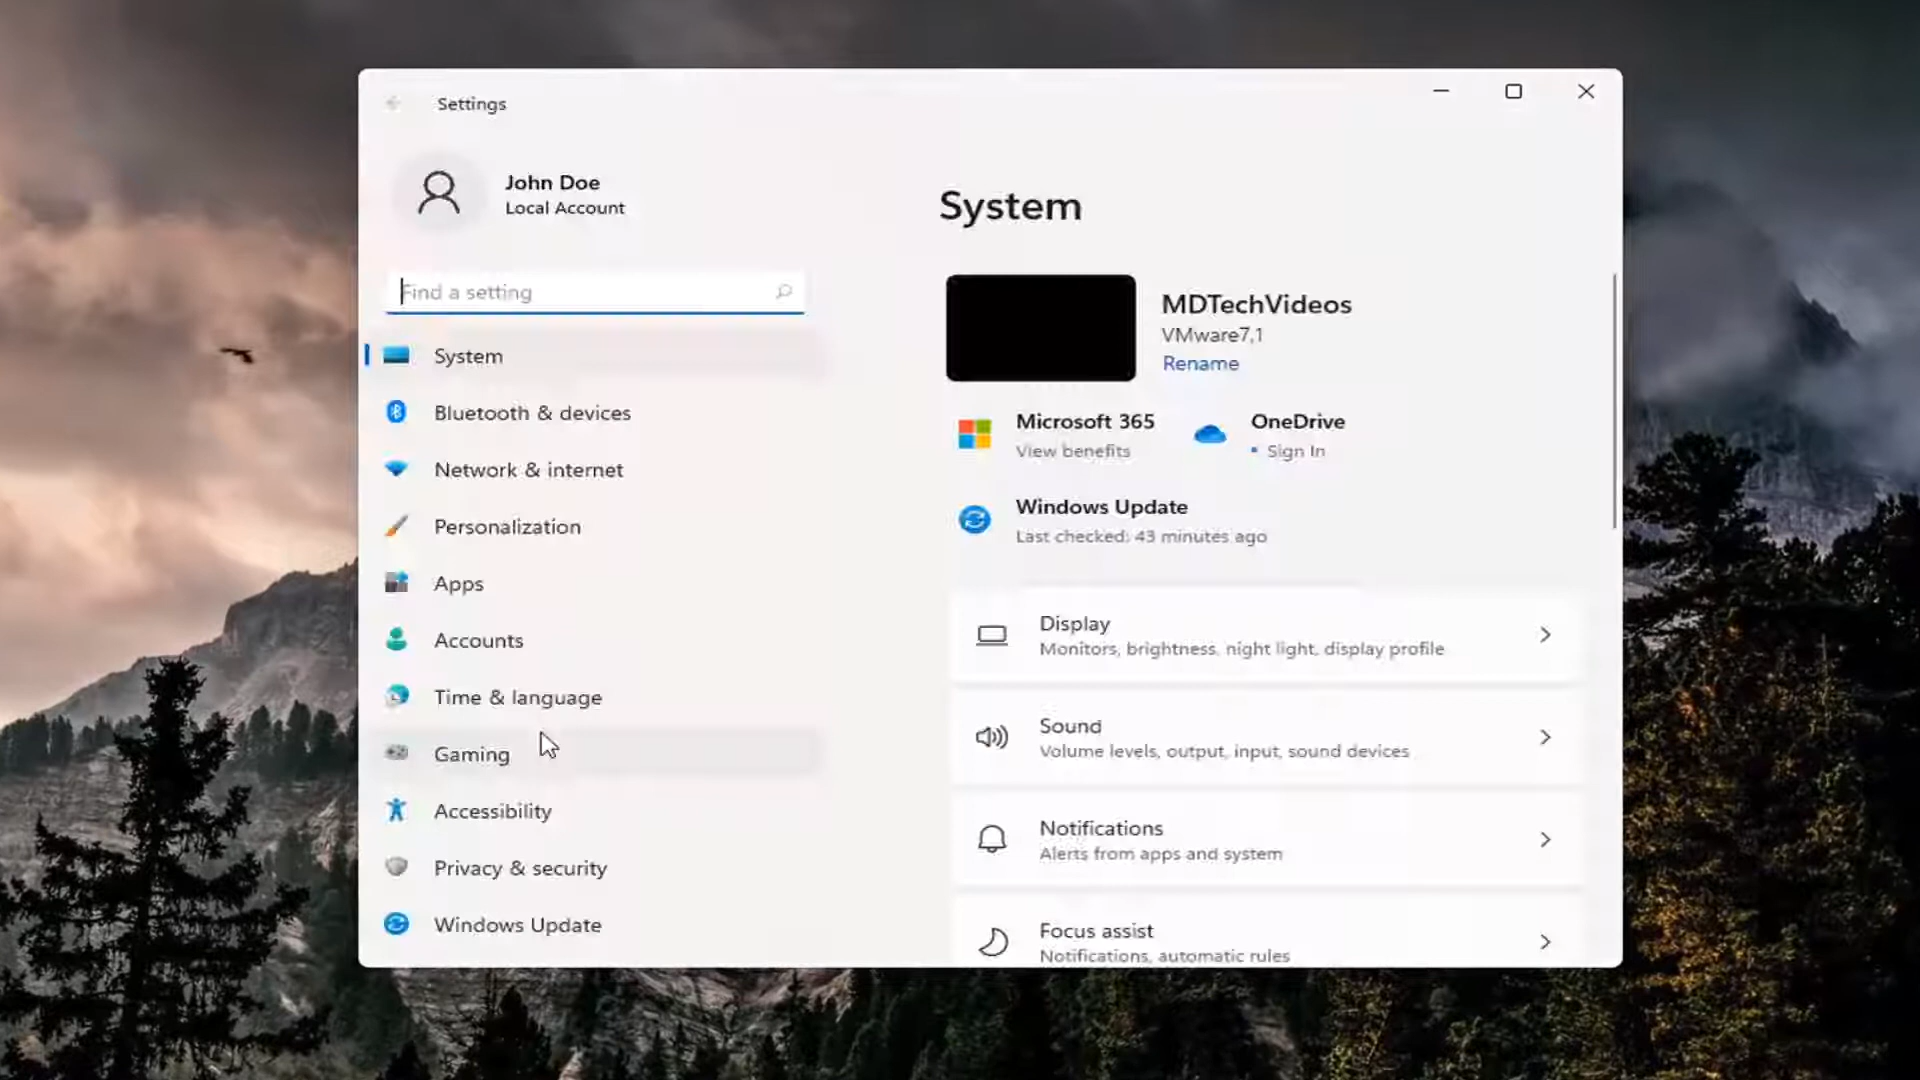 Settings
John Doe
Local Account
Find a setting
System
Bluetooth & devices
Network & internet
Personalization
Apps
Accounts
Time & language
Gaming
Accessibility
Privacy & security
Windows Update
System
MDTechVideos
VMware7,1
Rename
Microsoft 365
View benefits
OneDrive
• Sign In
Windows Update
Last checked: 43 minutes ago
Display
Monitors, brightness, night light, display profile
Sound
Volume levels, output, input, sound devices
Notifications
Alerts from apps and system
Focus assist
Notifications, automatic rules